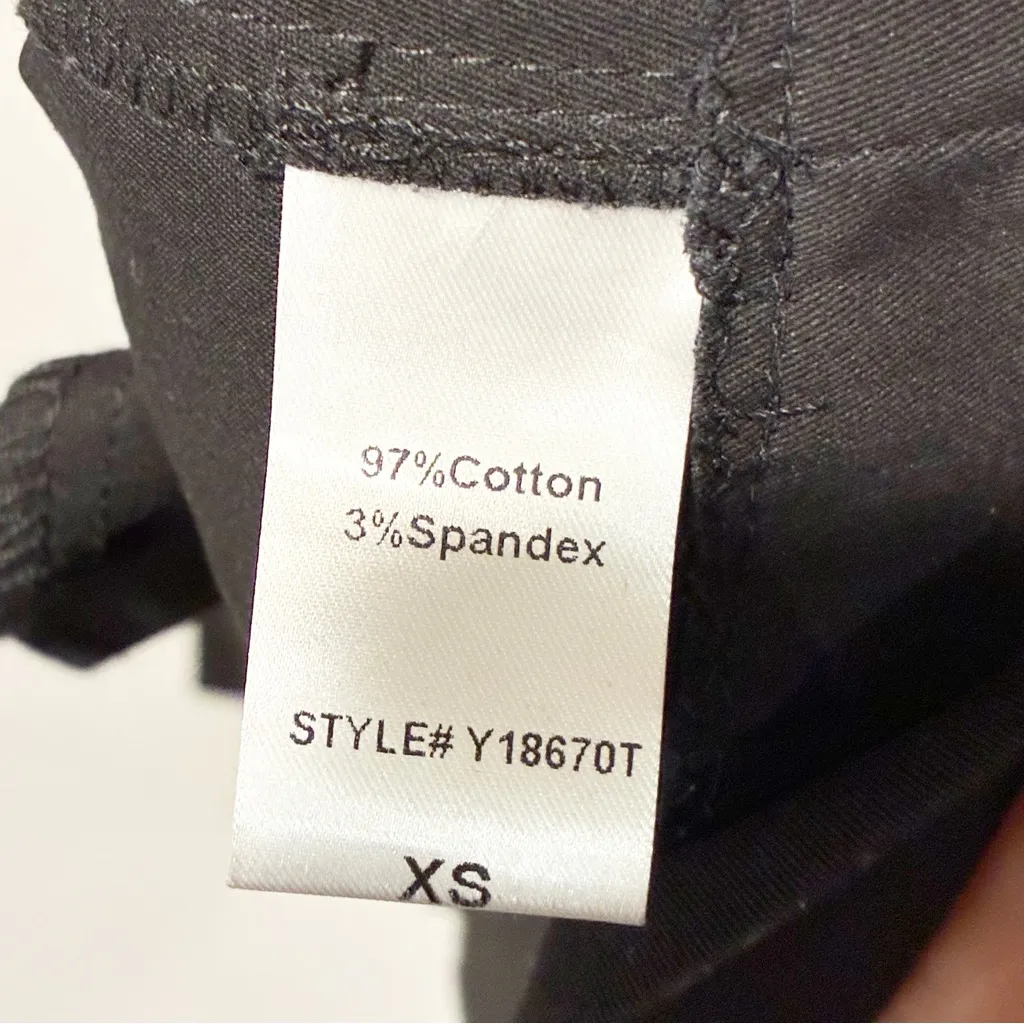 97%Cotton
3%Spandex
STYLE# Y18670T
XS